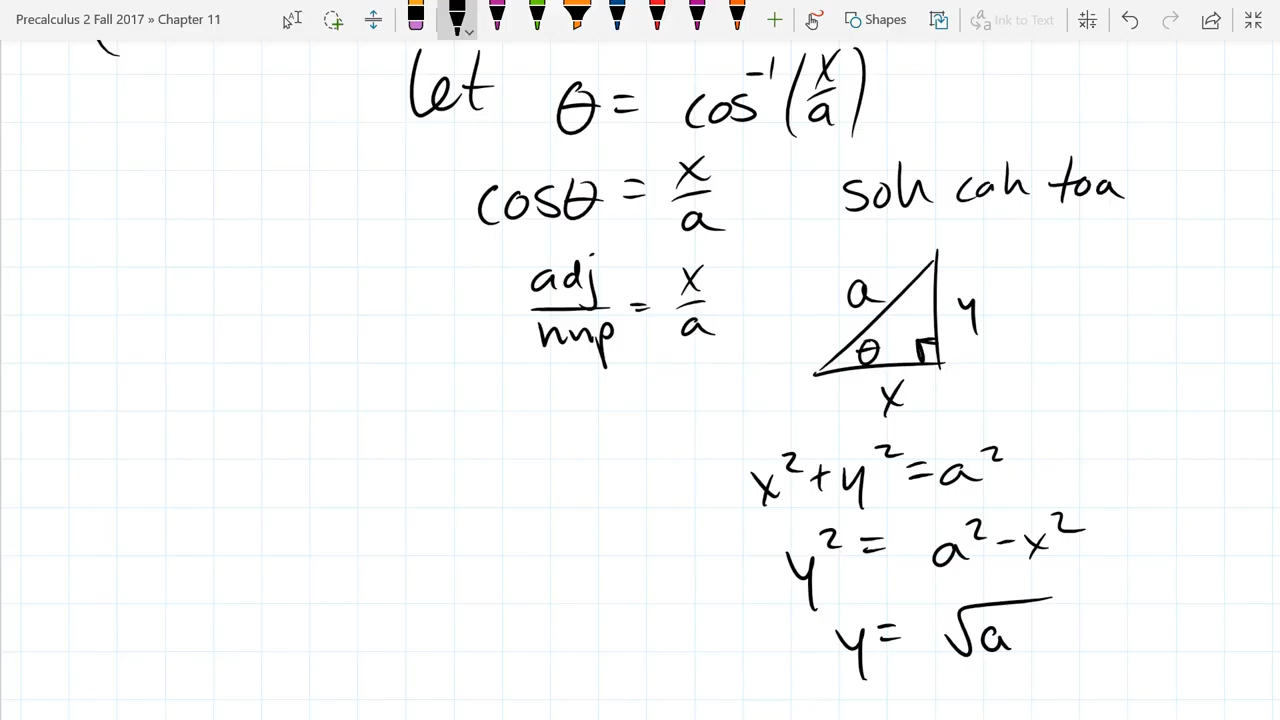 Precalculus 2 Fall 2017 » Chapter 11
Shapes
Ink to Text
let θ = cos⁻¹(x/a)
cosθ = x/a
soh cah toa
adj/hyp = x/a
a
y
θ
x
x² + y² = a²
y² = a² - x²
y = √a